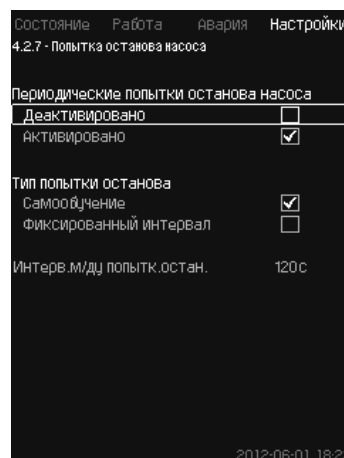 Состояние Работа Авария Настройки
4.2.7 - Попытка останова насоса
Периодические попытки останова насоса
Деактивировано
Активировано
Тип попытки останова
Самообучение
Фиксированный интервал
Интерв.м/ду попытк.остан. 120с
2012-06-01 18:2